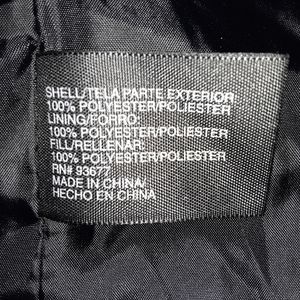 SHELL/TELA PARTE EXTERIOR
100% POLYESTER/POLIESTER
LINING/FORRO:
100% POLYESTER/POLIESTER
FILL/RELLENAR:
100% POLYESTER/POLIESTER
RN# 93677
MADE IN CHINA/
HECHO EN CHINA